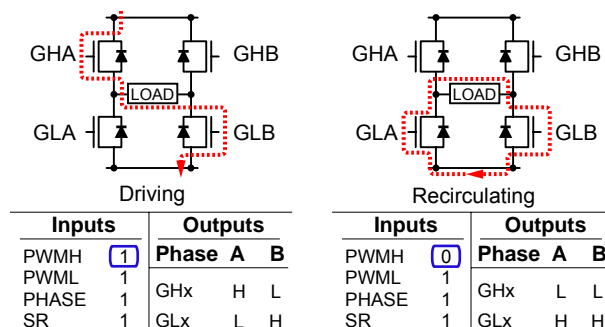 GHA GHB GHA GHB
LOAD LOAD
GLA GLB GLA GLB
Driving Recirculating
Inputs Outputs Inputs Outputs
PWMH 1 Phase A B PWMH 0 Phase A B
PWML 1 PWML 1
GHx H L GHx L L
PHASE 1 PHASE 1
SR 1 GLx L H SR 1 GLx H H